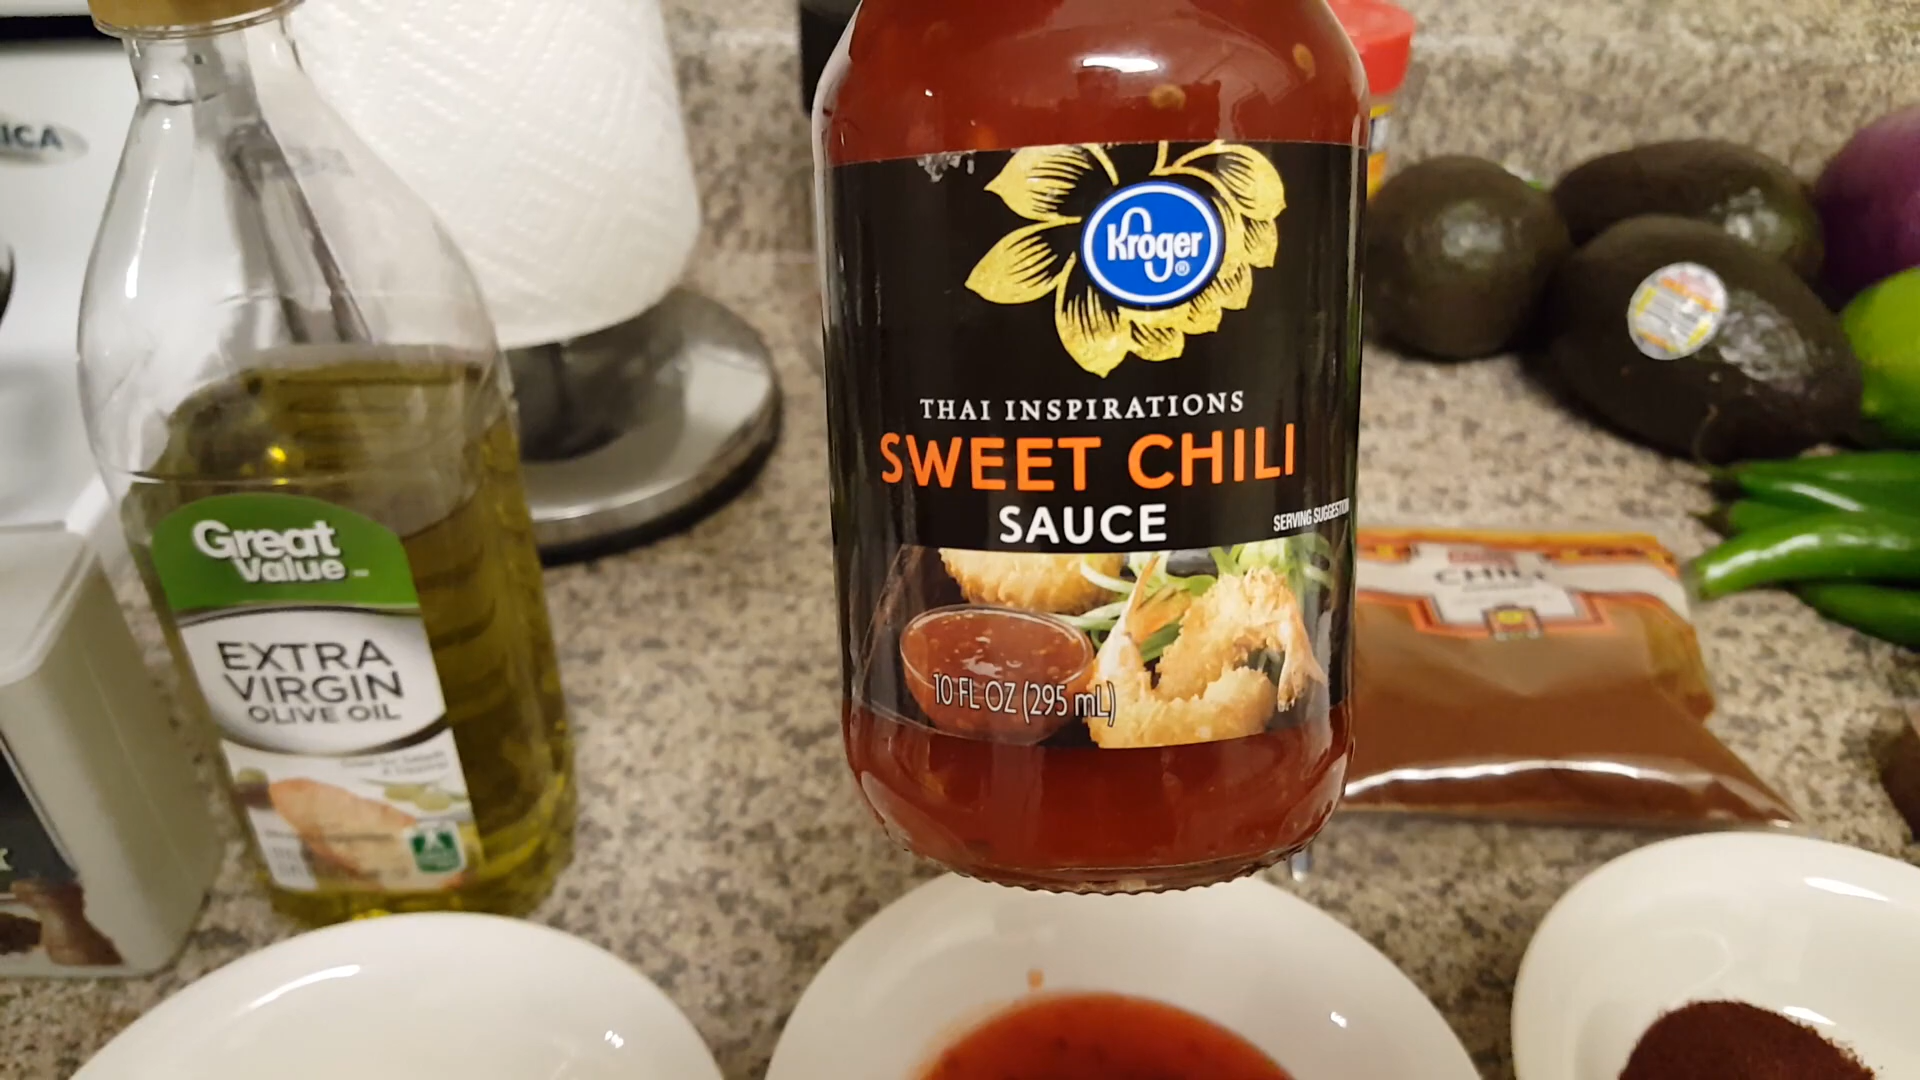 ICA
Great
Value
EXTRA
VIRGIN
OLIVE OIL
Kroger®
THAI INSPIRATIONS
SWEET CHILI
SAUCE
SERVING SUGGESTION
10 FL OZ (295 mL)
CHILI